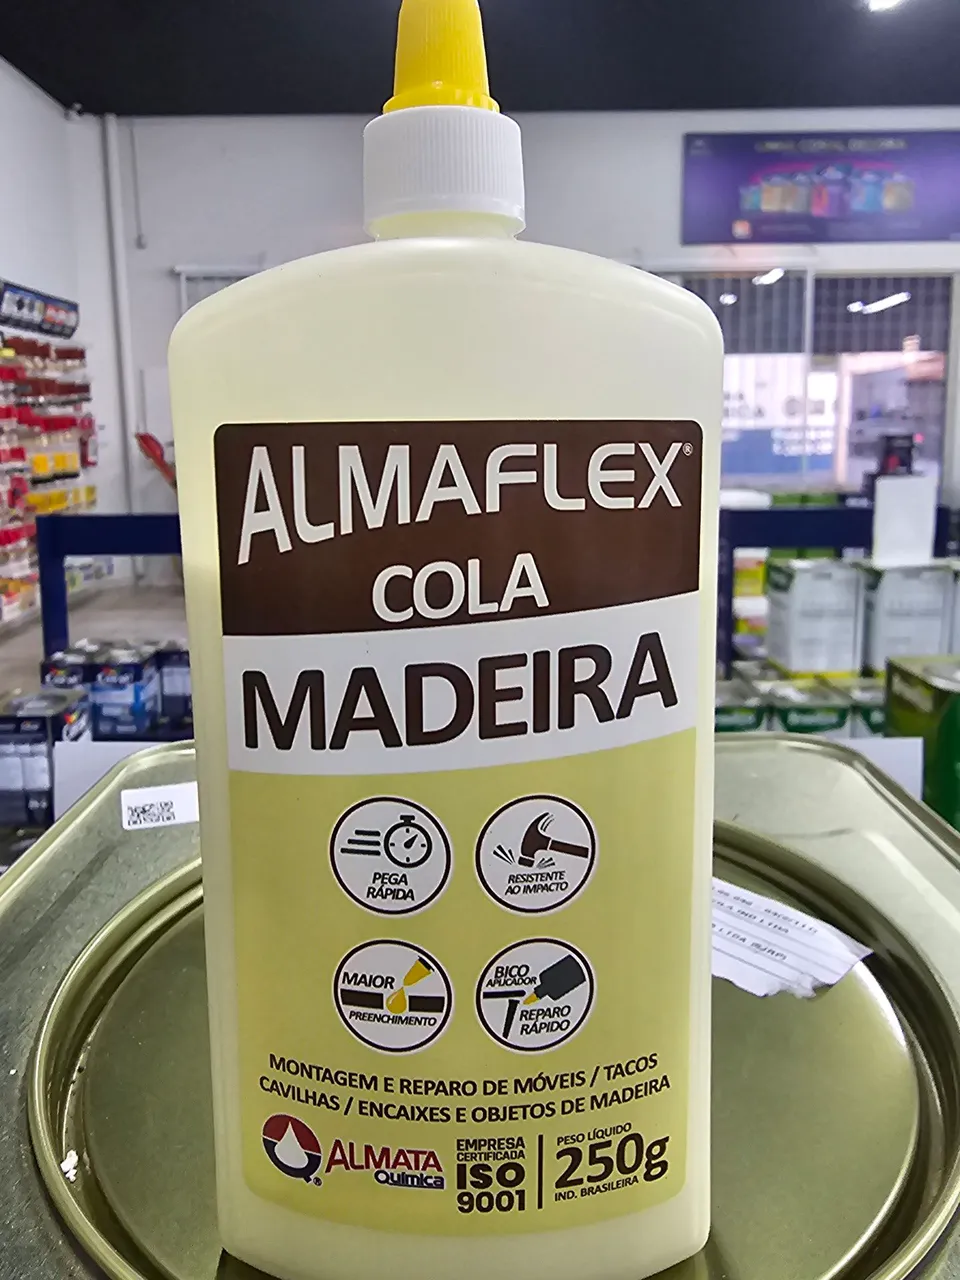 ALMAFLEX®
COLA
MADEIRA
PEGA
RÁPIDA
RESISTENTE
AO IMPACTO
MAIOR
PREENCHIMENTO
BICO
APLICADOR
REPARO
RÁPIDO
MONTAGEM E REPARO DE MÓVEIS / TACOS
CAVILHAS / ENCAIXES E OBJETOS DE MADEIRA
ALMATA
Química
®
EMPRESA
CERTIFICADA
ISO
9001
PESO LÍQUIDO
250g
IND. BRASILEIRA